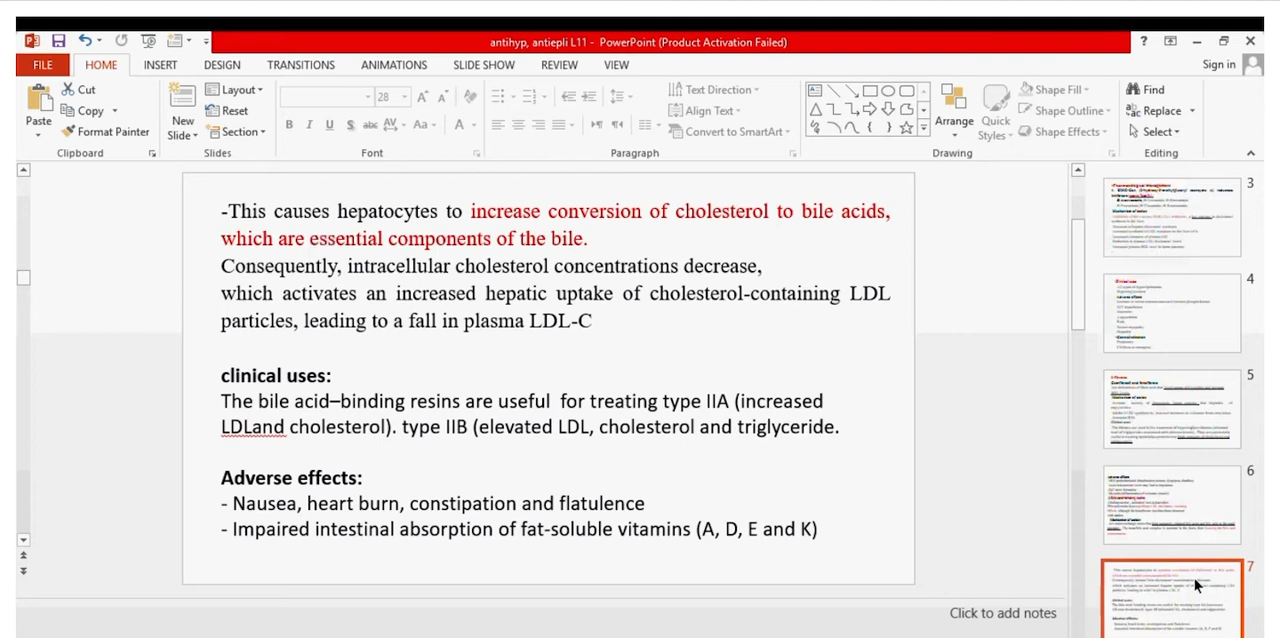 antihyp, antiepli L11 - PowerPoint (Product Activation Failed)
FILE HOME INSERT DESIGN TRANSITIONS ANIMATIONS SLIDE SHOW REVIEW VIEW Sign in
Paste
Cut
Copy
Format Painter
Clipboard
New Slide
Layout
Reset
Section
Slides
28
B I U S abc AV Aa A
Font
Text Direction
Align Text
Convert to SmartArt
Paragraph
Arrange
Quick Styles
Shape Fill
Shape Outline
Shape Effects
Drawing
Find
Replace
Select
Editing
-This causes hepatocytes to increase conversion of cholesterol to bile acids,
which are essential components of the bile.
Consequently, intracellular cholesterol concentrations decrease,
which activates an increased hepatic uptake of cholesterol-containing LDL
particles, leading to a fall in plasma LDL-C
clinical uses:
The bile acid–binding resins are useful for treating type IIA (increased
LDLand cholesterol). type IIB (elevated LDL, cholesterol and triglyceride.
Adverse effects:
- Nausea, heart burn, constipation and flatulence
- Impaired intestinal absorption of fat-soluble vitamins (A, D, E and K)
Click to add notes
3
4
5
6
7